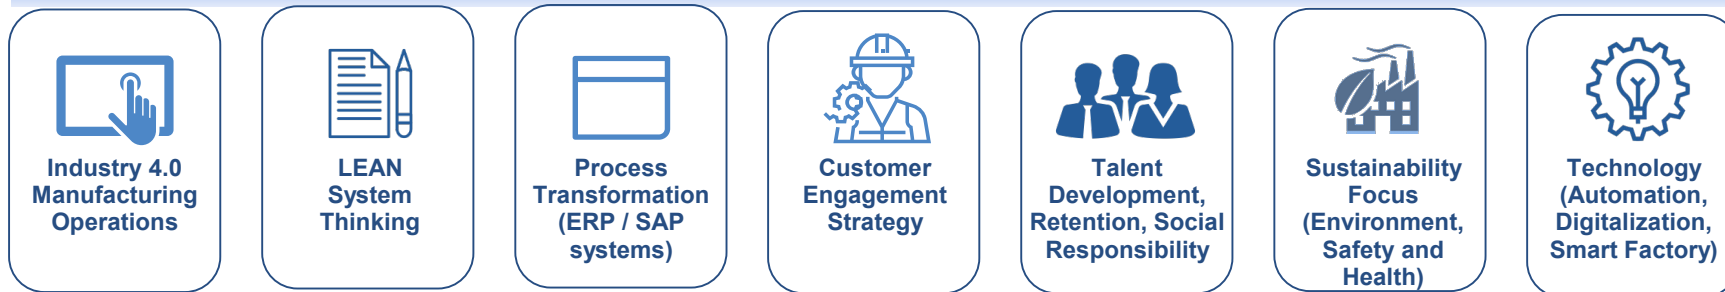 Industry 4.0
Manufacturing
Operations
LEAN
System
Thinking
Process
Transformation
(ERP / SAP
systems)
Customer
Engagement
Strategy
Talent
Development,
Retention, Social
Responsibility
Sustainability
Focus
(Environment,
Safety and
Health)
Technology
(Automation,
Digitalization,
Smart Factory)